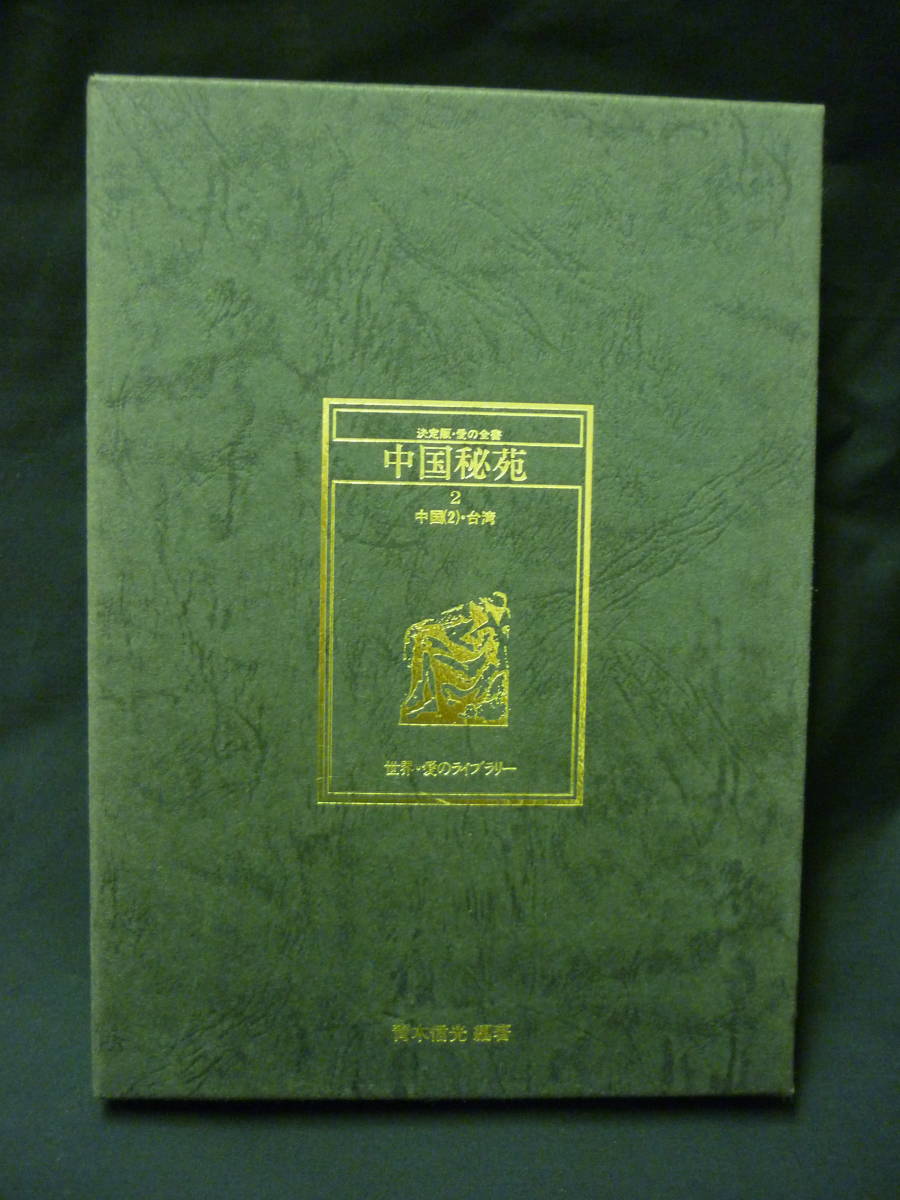 決定版・愛の全書
中国秘苑
2
中国(2)・台湾
世界・愛のライブラリー
青木信光 編著